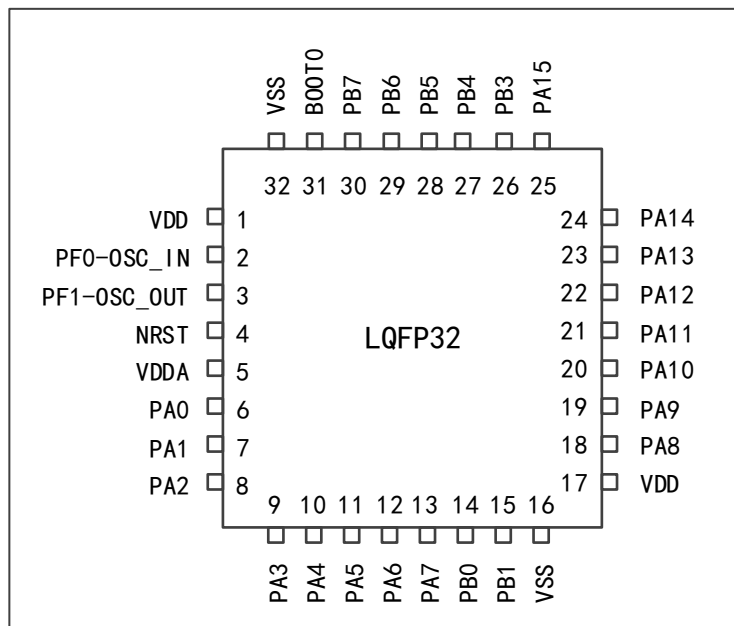 VSS
BOOT0
PB7
PB6
PB5
PB4
PB3
PA15
32 31 30 29 28 27 26 25
VDD 1
PF0-OSC_IN 2
PF1-OSC_OUT 3
NRST 4
VDDA 5
PA0 6
PA1 7
PA2 8
LQFP32
24 PA14
23 PA13
22 PA12
21 PA11
20 PA10
19 PA9
18 PA8
17 VDD
9 10 11 12 13 14 15 16
PA3
PA4
PA5
PA6
PA7
PB0
PB1
VSS